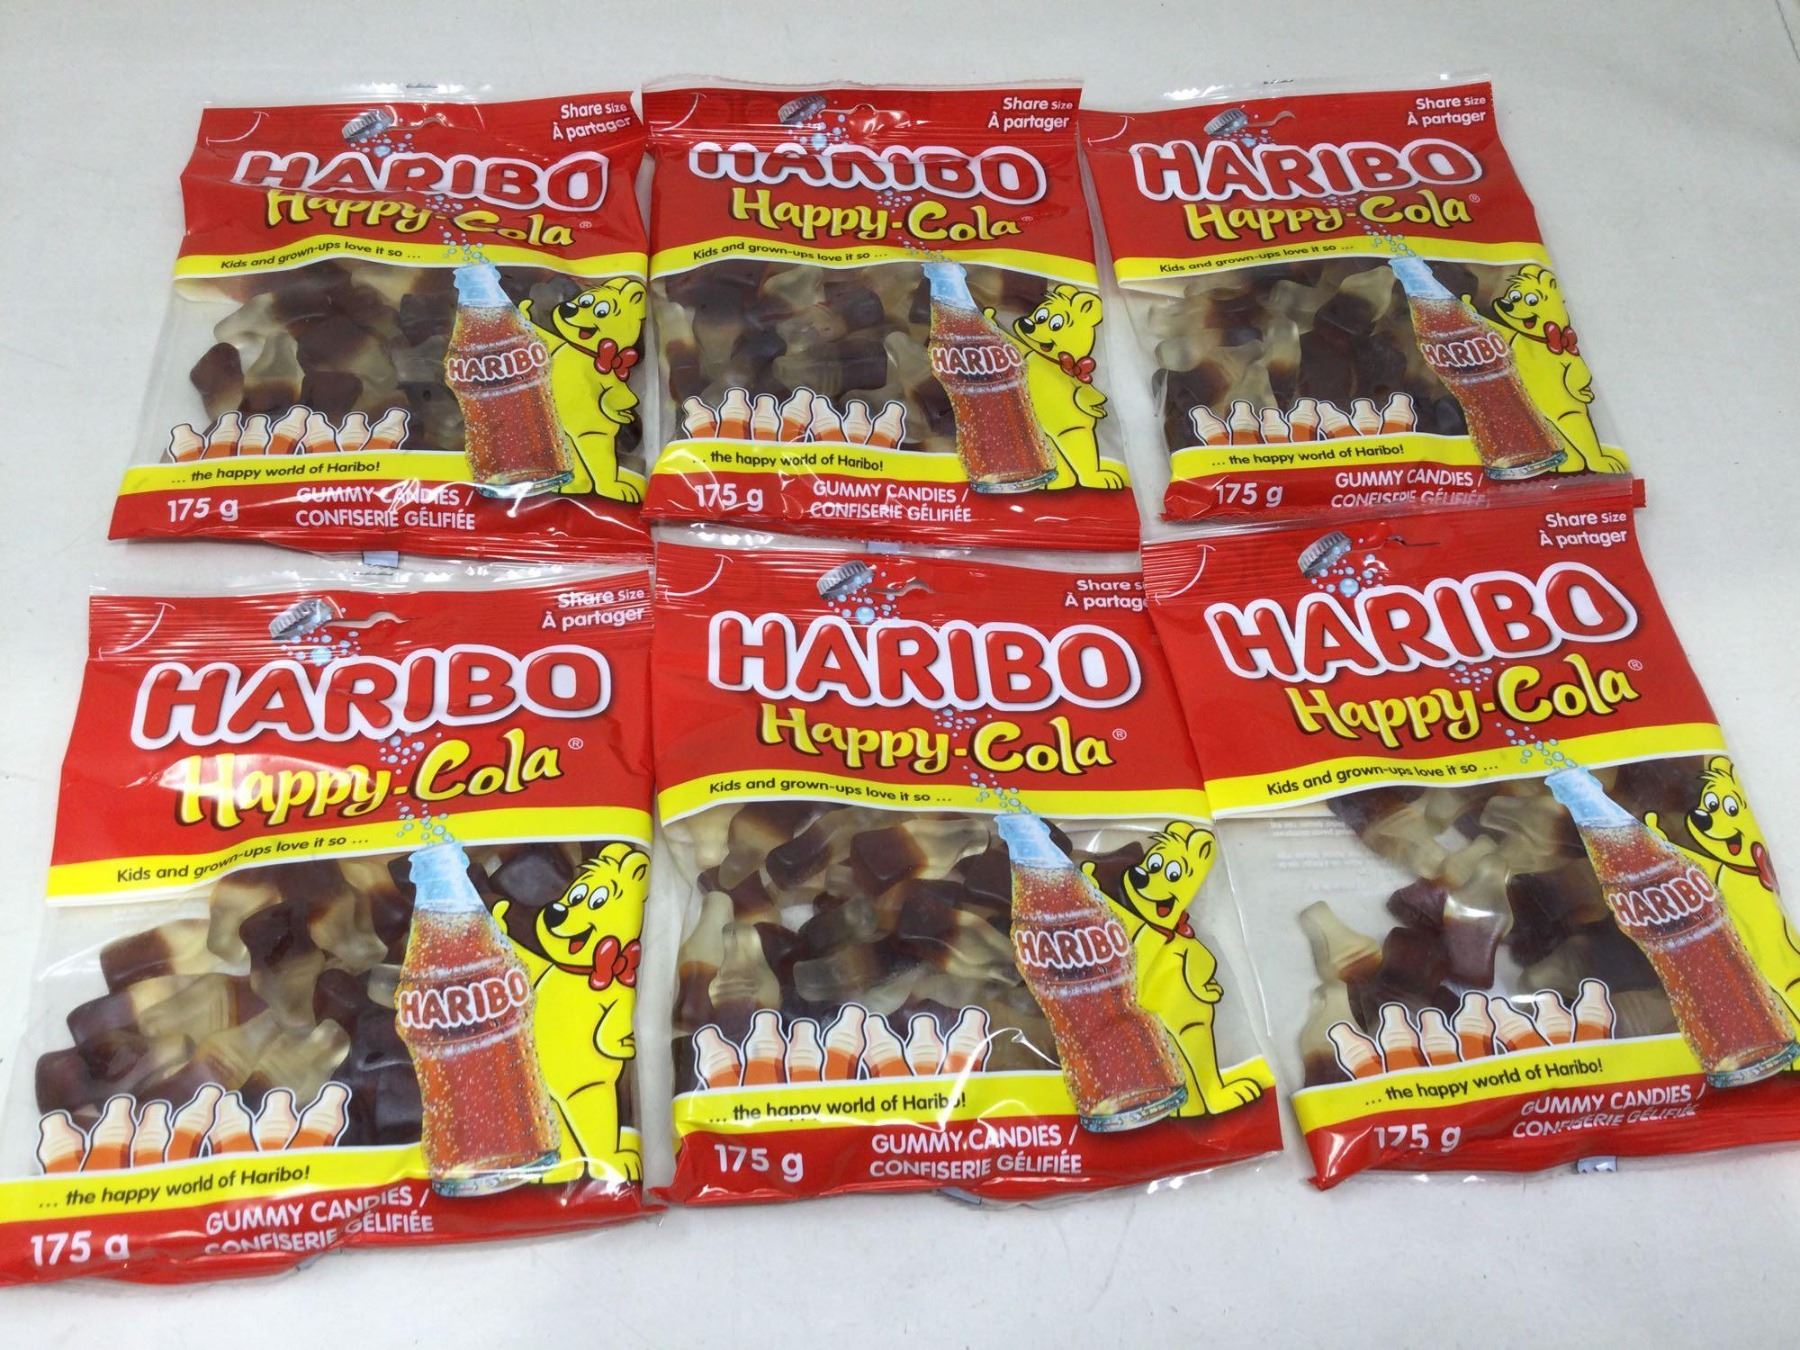 Share Size
À partager
HARIBO
Happy-Cola®
Kids and grown-ups love it so ...
HARIBO
... the happy world of Haribo!
175 g
GUMMY CANDIES /
CONFISERIE GÉLIFIÉE
Share Size
À partager
HARIBO
Happy-Cola
Kids and grown-ups love it so ...
HARIBO
... the happy world of Haribo!
175 g
GUMMY CANDIES /
CONFISERIE GÉLIFIÉE
Share Size
À partager
HARIBO
Happy-Cola®
Kids and grown-ups love it so ...
HARIBO
... the happy world of Haribo!
175 g
GUMMY CANDIES /
CONFISERIE GÉLIFIÉE
Share Size
À partager
HARIBO
Happy-Cola®
Kids and grown-ups love it so ...
HARIBO
... the happy world of Haribo!
175 g
GUMMY CANDIES /
CONFISERIE GÉLIFIÉE
Share Si
À partage
HARIBO
Happy-Cola®
Kids and grown-ups love it so ...
HARIBO
... the happy world of Haribo!
175 g
GUMMY CANDIES /
CONFISERIE GÉLIFIÉE
Share Size
À partager
HARIBO
Happy-Cola®
Kids and grown-ups love it so ...
HARIBO
... the happy world of Haribo!
175 g
GUMMY CANDIES /
CONFISERIE GÉLIFIÉE